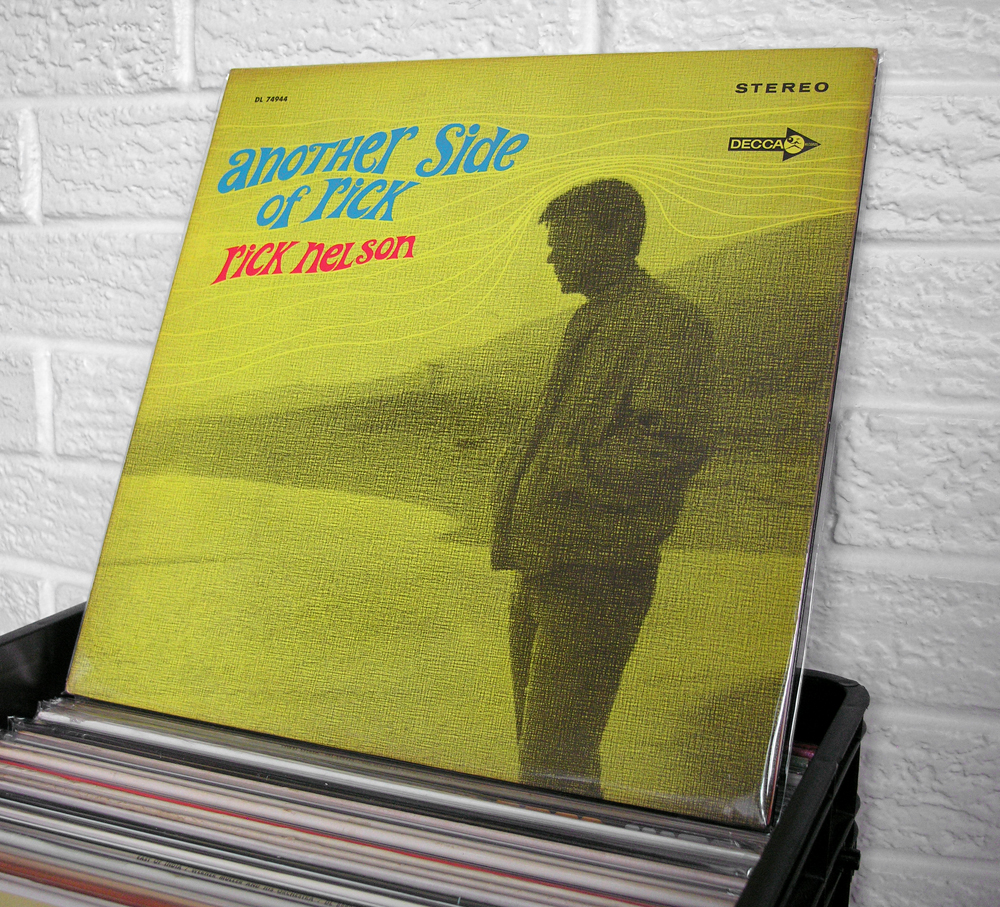 DL 74944
STEREO
DECCA
another Side
of rick
rick nelson